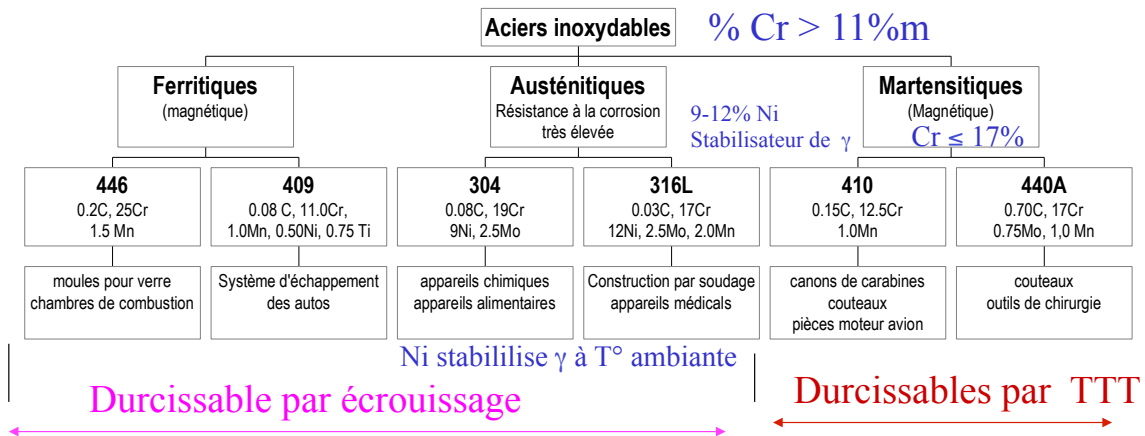 Aciers inoxydables
% Cr > 11%m
Ferritiques
(magnétique)
Austénitiques
Résistance à la corrosion
très élevée
9-12% Ni
Stabilisateur de γ
Martensitiques
(Magnétique)
Cr ≤ 17%
446
0.2C, 25Cr
1.5 Mn
409
0.08 C, 11.0Cr,
1.0Mn, 0.50Ni, 0.75 Ti
304
0.08C, 19Cr
9Ni, 2.5Mo
316L
0.03C, 17Cr
12Ni, 2.5Mo, 2.0Mn
410
0.15C, 12.5Cr
1.0Mn
440A
0.70C, 17Cr
0.75Mo, 1,0 Mn
moules pour verre
chambres de combustion
Système d'échappement
des autos
appareils chimiques
appareils alimentaires
Construction par soudage
appareils médicals
canons de carabines
couteaux
pièces moteur avion
couteaux
outils de chirurgie
Ni stabililise γ à T° ambiante
Durcissable par écrouissage
Durcissables par TTT